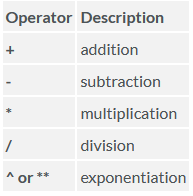 Operator Description
+ addition
- subtraction
* multiplication
/ division
^ or ** exponentiation